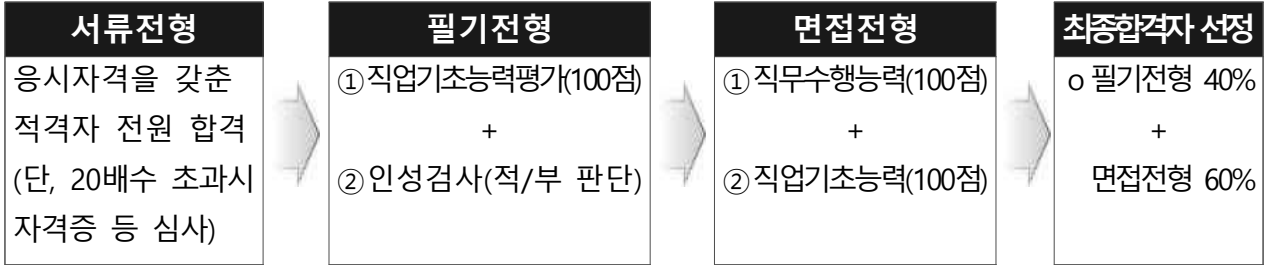 서류전형
응시자격을 갖춘
적격자 전원 합격
(단, 20배수 초과시
자격증 등 심사)
필기전형
①직업기초능력평가(100점)
+
②인성검사(적/부 판단)
면접전형
①직무수행능력(100점)
+
②직업기초능력(100점)
최종합격자 선정
o 필기전형 40%
+
면접전형 60%